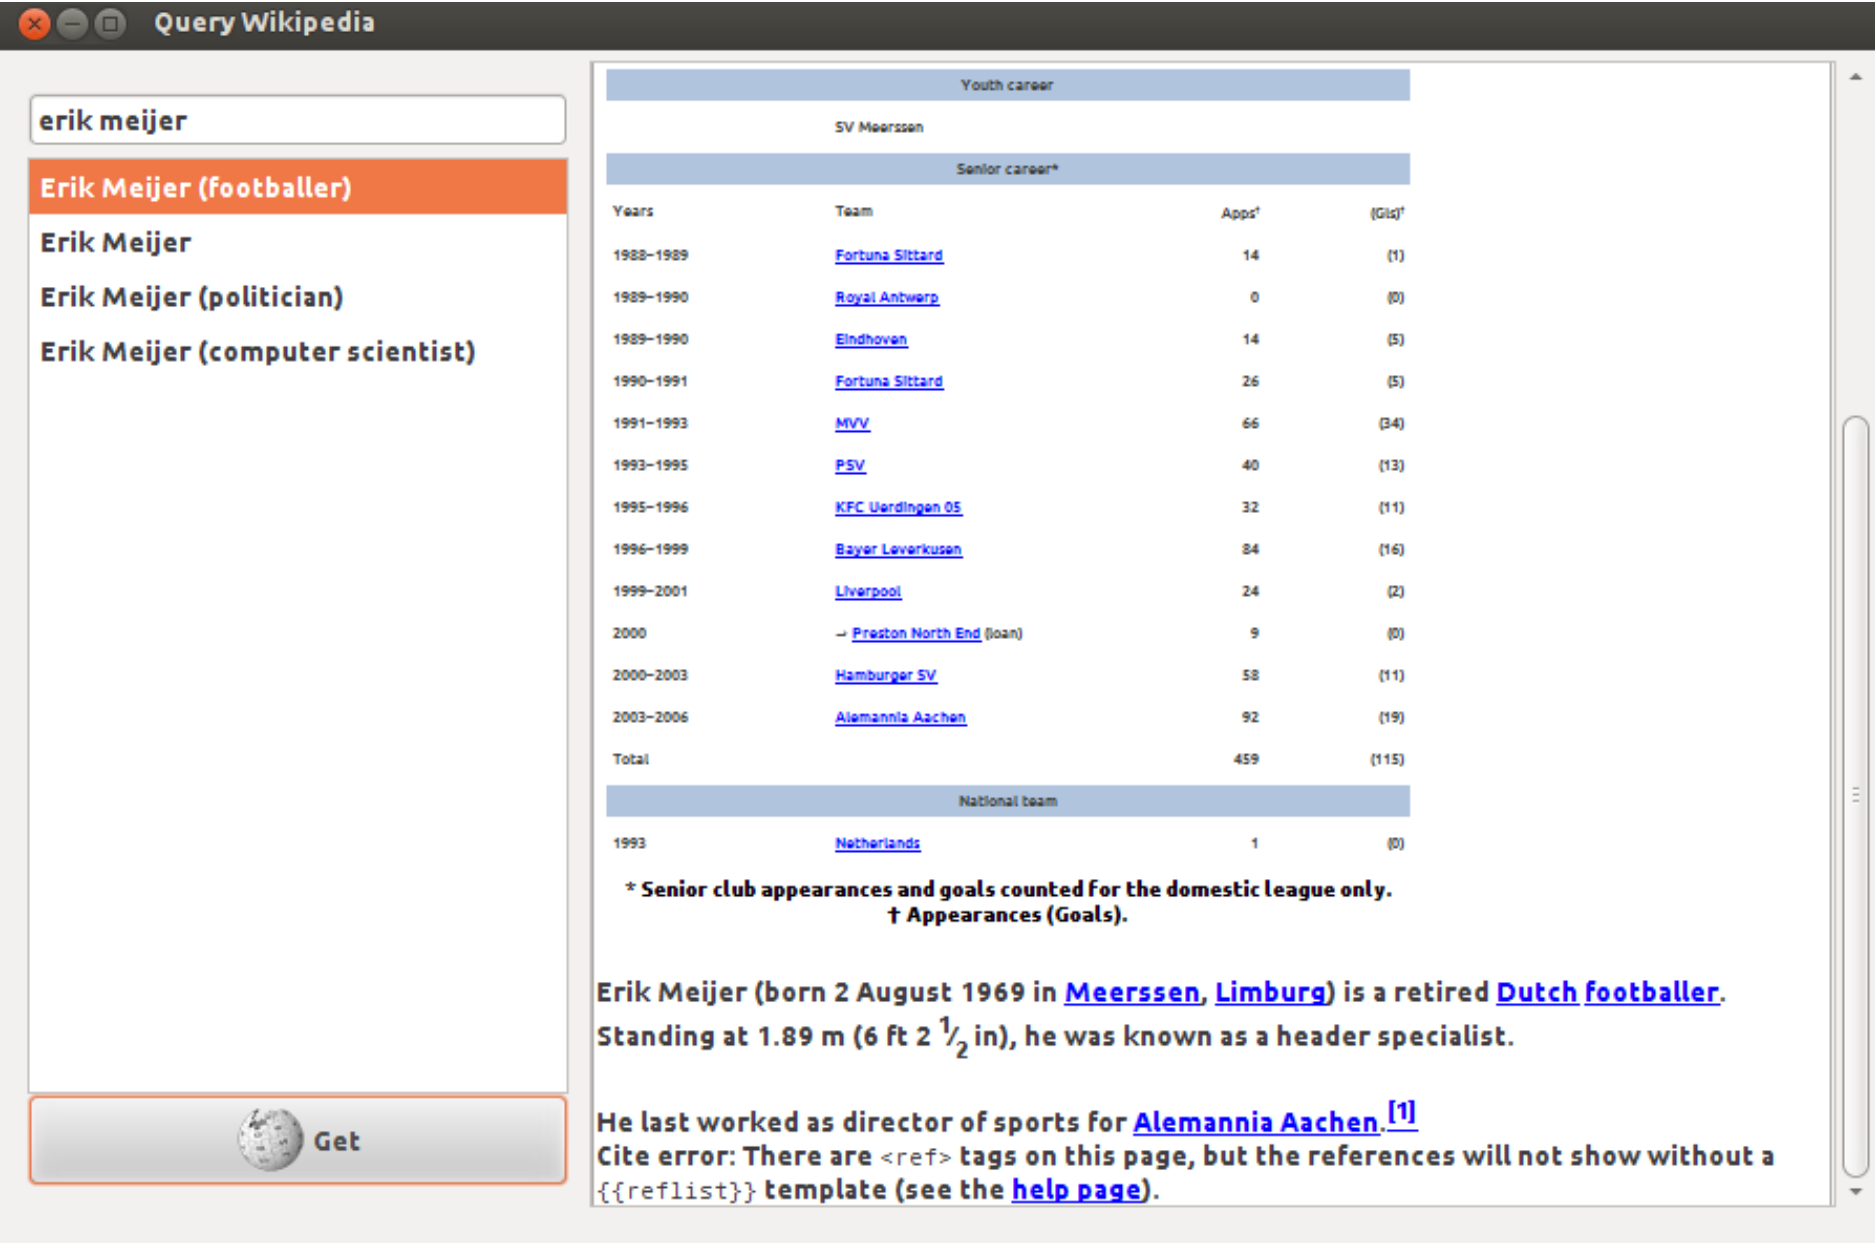 Query Wikipedia
erik meijer
Erik Meijer (footballer)
Erik Meijer
Erik Meijer (politician)
Erik Meijer (computer scientist)
Get
Youth career
SV Meerssen
Senior career*
Years Team Apps† (Gls)†
1988–1989 Fortuna Sittard 14 (1)
1989–1990 Royal Antwerp 0 (0)
1989–1990 Eindhoven 14 (5)
1990–1991 Fortuna Sittard 26 (5)
1991–1993 MVV 66 (34)
1993–1995 PSV 40 (13)
1995–1996 KFC Uerdingen 05 32 (11)
1996–1999 Bayer Leverkusen 84 (16)
1999–2001 Liverpool 24 (2)
2000 → Preston North End (loan) 9 (0)
2000–2003 Hamburger SV 58 (11)
2003–2006 Alemannia Aachen 92 (19)
Total 459 (115)
National team
1993 Netherlands 1 (0)
* Senior club appearances and goals counted for the domestic league only.
† Appearances (Goals).
Erik Meijer (born 2 August 1969 in Meerssen, Limburg) is a retired Dutch footballer.
Standing at 1.89 m (6 ft 2 1⁄2 in), he was known as a header specialist.
He last worked as director of sports for Alemannia Aachen.[1]
Cite error: There are <ref> tags on this page, but the references will not show without a
{{reflist}} template (see the help page).